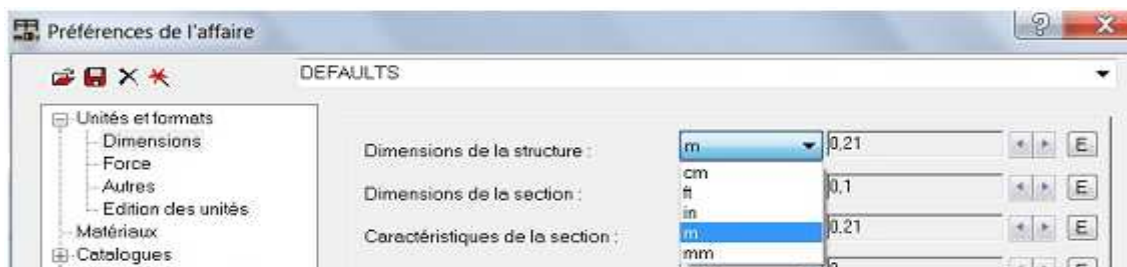 Préférences de l'affaire
DEFAULTS
Unités et formats
Dimensions
Force
Autres
Edition des unités
Matériaux
Catalogues
Dimensions de la structure :
m
0,21
E
cm
ft
in
m
mm
Dimensions de la section :
0,1
E
Caractéristiques de la section :
0,21
E